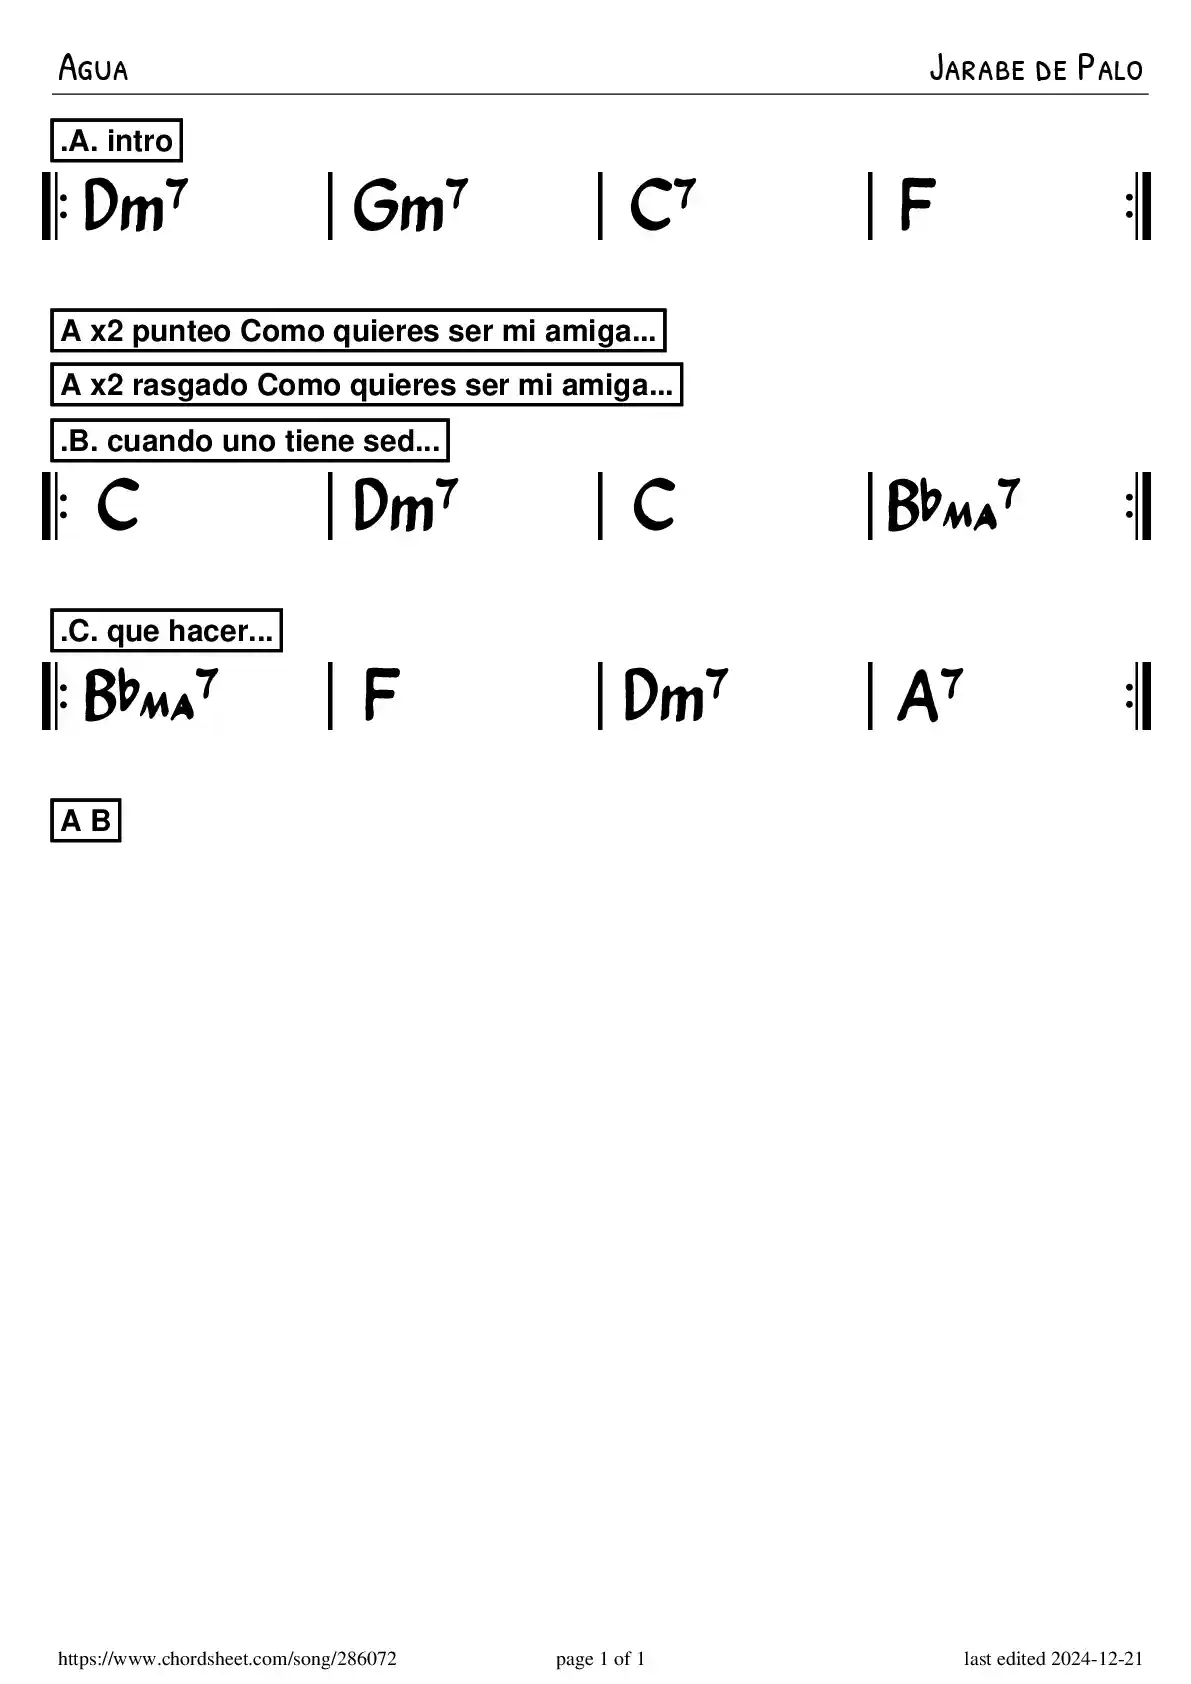 Agua Jarabe de Palo
.A. intro
Dm7 Gm7 C7 F
A x2 punteo Como quieres ser mi amiga...
A x2 rasgado Como quieres ser mi amiga...
.B. cuando uno tiene sed...
C Dm7 C B♭MA7
.C. que hacer...
B♭MA7 F Dm7 A7
A B
https://www.chordsheet.com/song/286072 page 1 of 1 last edited 2024-12-21